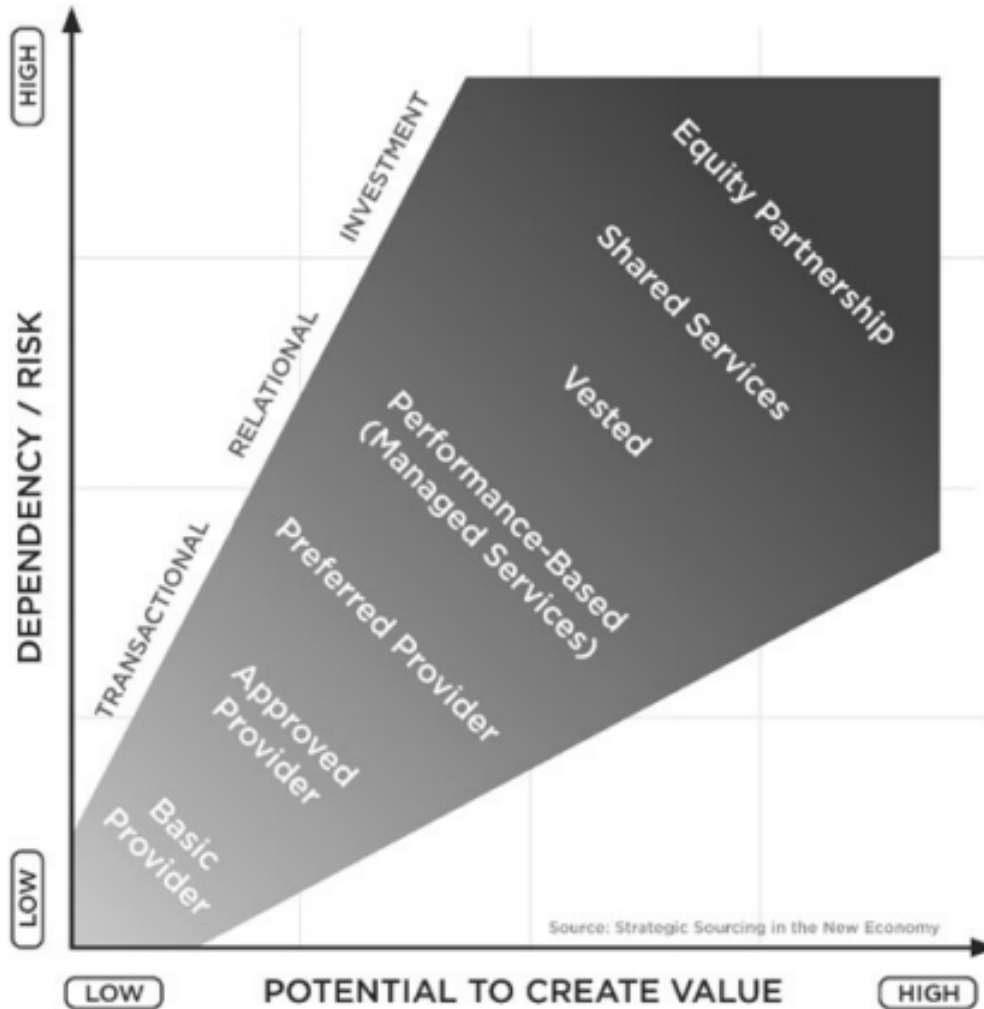 HIGH
DEPENDENCY / RISK
LOW
TRANSACTIONAL
RELATIONAL
INVESTMENT
Equity Partnership
Shared Services
Vested
Performance-Based
(Managed Services)
Preferred Provider
Approved
Provider
Basic
Provider
Source: Strategic Sourcing in the New Economy
LOW
POTENTIAL TO CREATE VALUE
HIGH